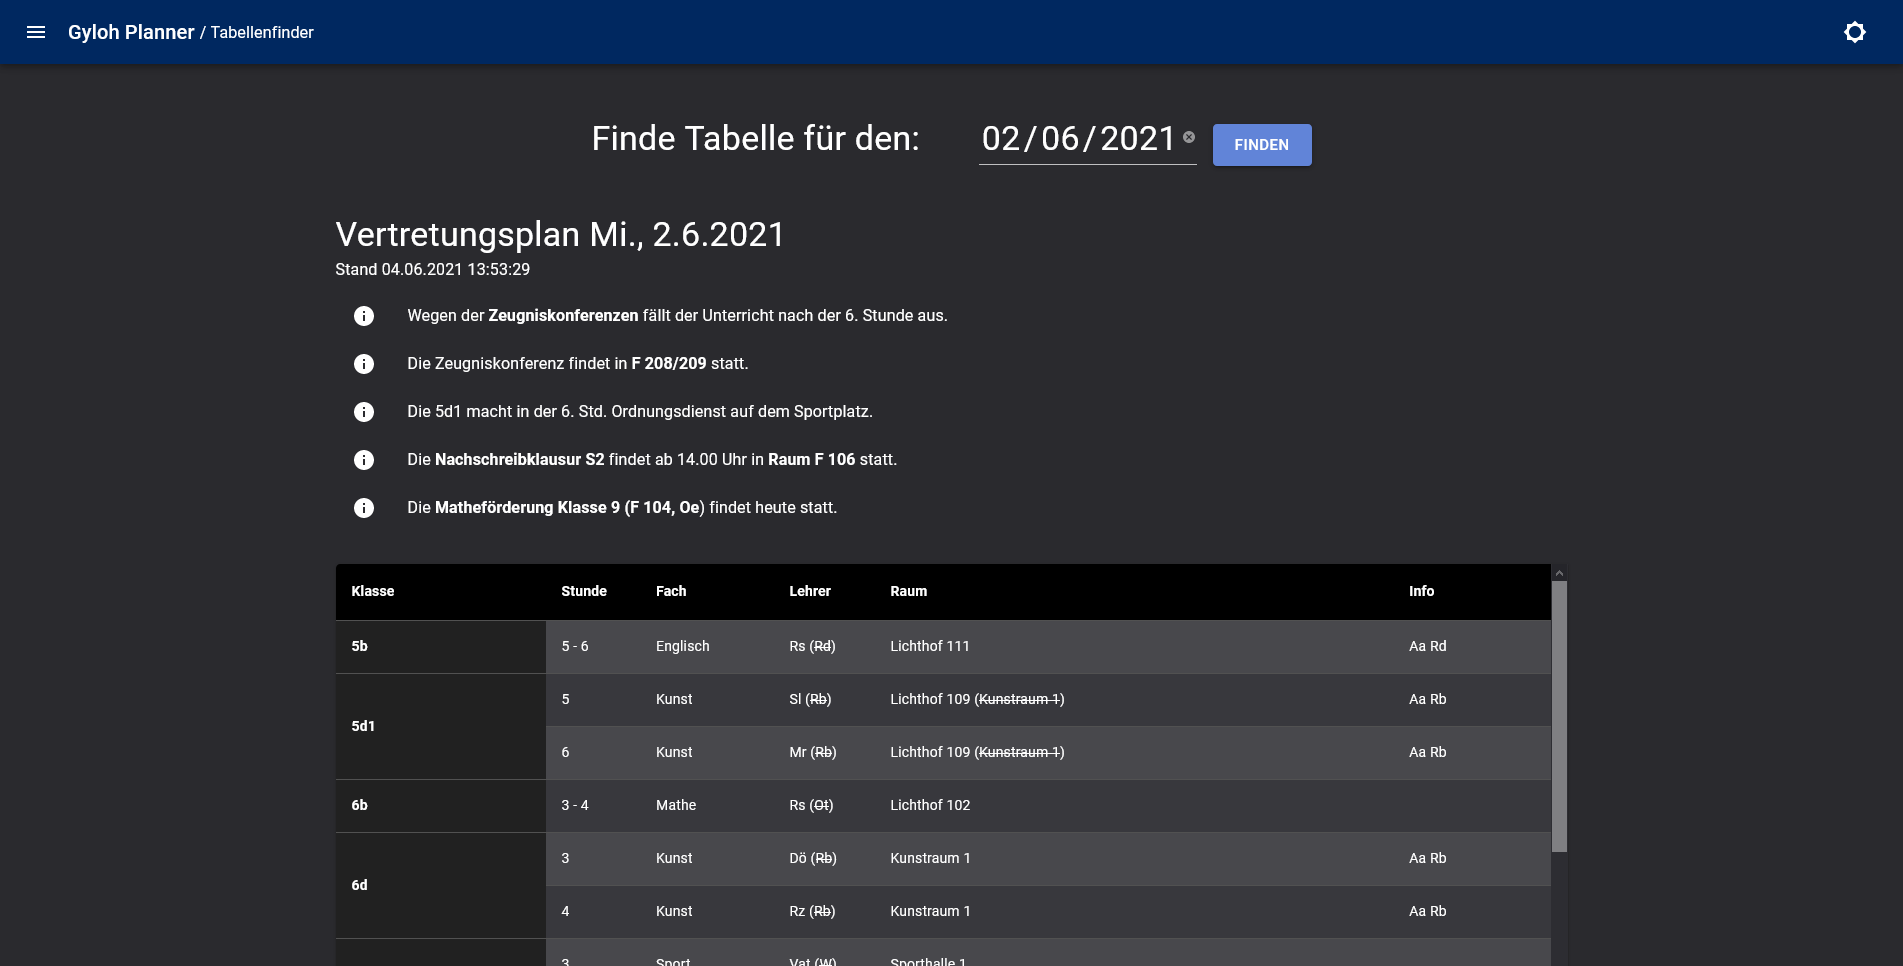 Gyloh Planner / Tabellenfinder
Finde Tabelle für den: 02/06/2021 FINDEN
Vertretungsplan Mi., 2.6.2021
Stand 04.06.2021 13:53:29
Wegen der Zeugniskonferenzen fällt der Unterricht nach der 6. Stunde aus.
Die Zeugniskonferenz findet in F 208/209 statt.
Die 5d1 macht in der 6. Std. Ordnungsdienst auf dem Sportplatz.
Die Nachschreibklausur S2 findet ab 14.00 Uhr in Raum F 106 statt.
Die Matheförderung Klasse 9 (F 104, Oe) findet heute statt.
Klasse Stunde Fach Lehrer Raum Info
5b 5 - 6 Englisch Rs (Rd) Lichthof 111 Aa Rd
5d1 5 Kunst Sl (Rb) Lichthof 109 (Kunstraum 1) Aa Rb
6 Kunst Mr (Rb) Lichthof 109 (Kunstraum 1) Aa Rb
6b 3 - 4 Mathe Rs (Ot) Lichthof 102
6d 3 Kunst Dö (Rb) Kunstraum 1 Aa Rb
4 Kunst Rz (Rb) Kunstraum 1 Aa Rb
3 Sport Vat (W) Sporthalle 1